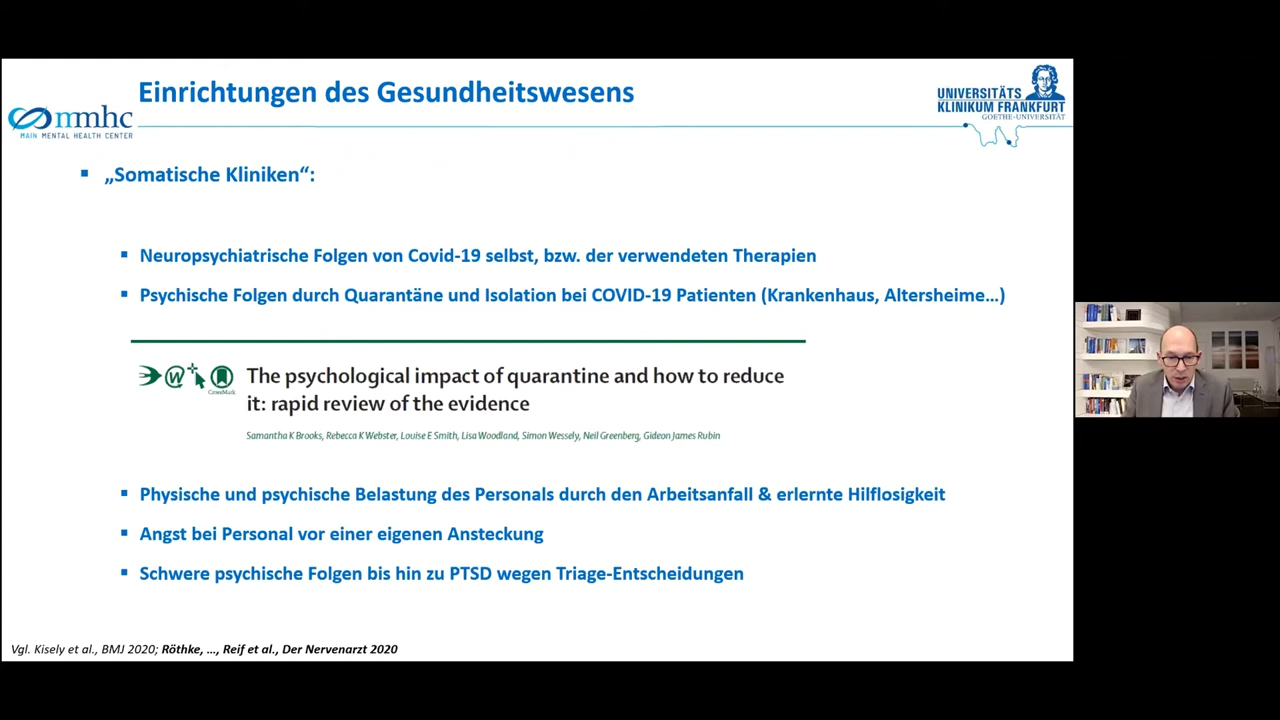 Einrichtungen des Gesundheitswesens
mmhc
MAIN MENTAL HEALTH CENTER
UNIVERSITÄTS
KLINIKUM FRANKFURT
GOETHE-UNIVERSITÄT
„Somatische Kliniken“:
Neuropsychiatrische Folgen von Covid-19 selbst, bzw. der verwendeten Therapien
Psychische Folgen durch Quarantäne und Isolation bei COVID-19 Patienten (Krankenhaus, Altersheime…)
W
CrossMark
The psychological impact of quarantine and how to reduce
it: rapid review of the evidence
Samantha K Brooks, Rebecca K Webster, Louise E Smith, Lisa Woodland, Simon Wessely, Neil Greenberg, Gideon James Rubin
Physische und psychische Belastung des Personals durch den Arbeitsanfall & erlernte Hilflosigkeit
Angst bei Personal vor einer eigenen Ansteckung
Schwere psychische Folgen bis hin zu PTSD wegen Triage-Entscheidungen
Vgl. Kisely et al., BMJ 2020; Röthke, …, Reif et al., Der Nervenarzt 2020